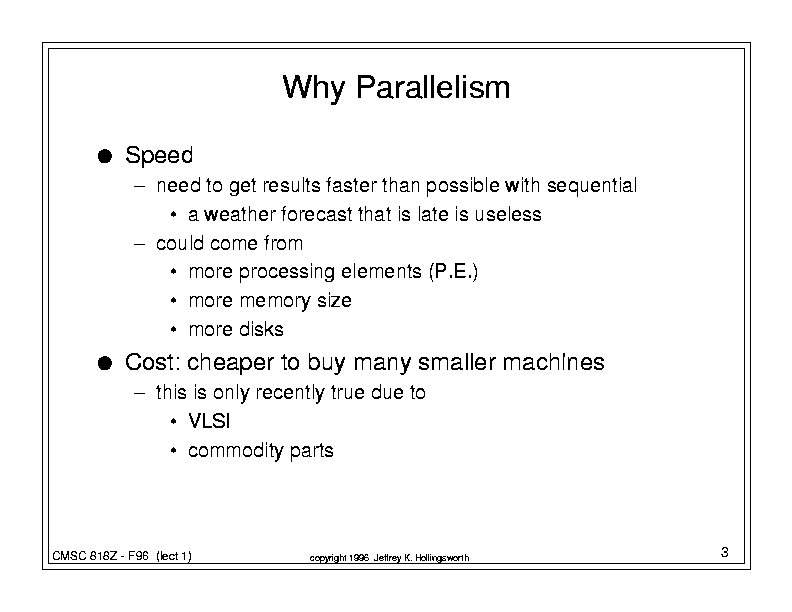 Why Parallelism
● Speed
– need to get results faster than possible with sequential
• a weather forecast that is late is useless
– could come from
• more processing elements (P.E.)
• more memory size
• more disks
● Cost: cheaper to buy many smaller machines
– this is only recently true due to
• VLSI
• commodity parts
CMSC 818Z - F96 (lect 1)
copyright 1996 Jeffrey K. Hollingsworth
3